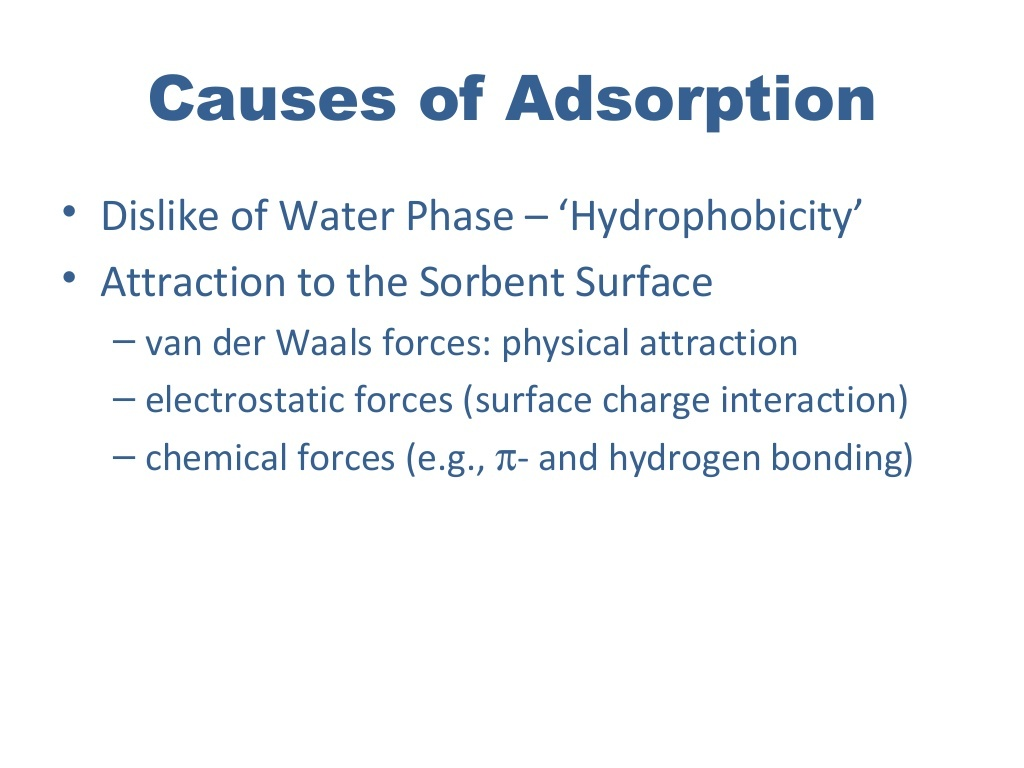 Causes of Adsorption
• Dislike of Water Phase – ‘Hydrophobicity’
• Attraction to the Sorbent Surface
– van der Waals forces: physical attraction
– electrostatic forces (surface charge interaction)
– chemical forces (e.g., π- and hydrogen bonding)